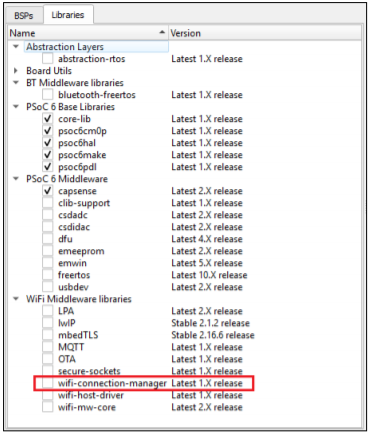 BSPs Libraries
Name Version
Abstraction Layers
abstraction-rtos Latest 1.X release
Board Utils
BT Middleware libraries
bluetooth-freertos Latest 1.X release
PSoC 6 Base Libraries
core-lib Latest 1.X release
psoc6cm0p Latest 1.X release
psoc6hal Latest 1.X release
psoc6make Latest 1.X release
psoc6pdl Latest 1.X release
PSoC 6 Middleware
capsense Latest 2.X release
clib-support Latest 1.X release
csdadc Latest 2.X release
csdidac Latest 2.X release
dfu Latest 4.X release
emeeprom Latest 2.X release
emwin Latest 5.X release
freertos Latest 10.X release
usbdev Latest 2.X release
WiFi Middleware libraries
LPA Latest 2.X release
lwIP Stable 2.1.2 release
mbedTLS Stable 2.16.6 release
MQTT Latest 1.X release
OTA Latest 1.X release
secure-sockets Latest 1.X release
wifi-connection-manager Latest 1.X release
wifi-host-driver Latest 1.X release
wifi-mw-core Latest 2.X release